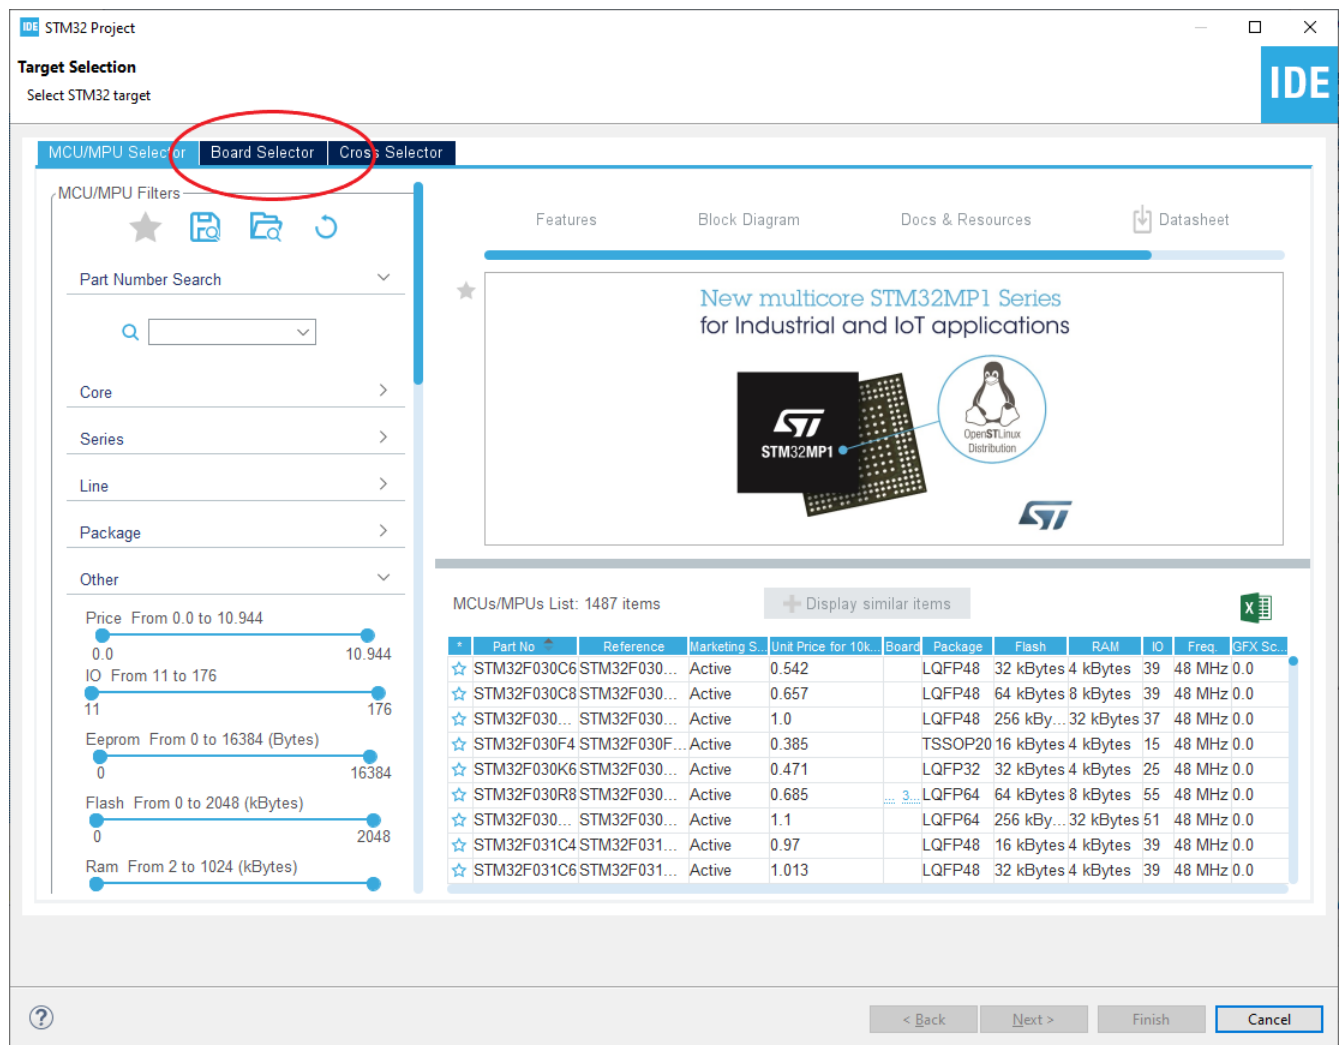 IDE STM32 Project
Target Selection
Select STM32 target
IDE
MCU/MPU Selector Board Selector Cross Selector
MCU/MPU Filters
Features Block Diagram Docs & Resources Datasheet
Part Number Search
New multicore STM32MP1 Series
for Industrial and IoT applications
Core
ST
STM32MP1
OpenSTLinux
Distribution
Series
Line
ST
Package
Other
MCUs/MPUs List: 1487 items Display similar items
Price From 0.0 to 10.944
0.0 10.944
IO From 11 to 176
11 176
Eeprom From 0 to 16384 (Bytes)
0 16384
Flash From 0 to 2048 (kBytes)
0 2048
Ram From 2 to 1024 (kBytes)
* Part No Reference Marketing S... Unit Price for 10k... Board Package Flash RAM IO Freq. GFX Sc...
STM32F030C6 STM32F030... Active 0.542 LQFP48 32 kBytes 4 kBytes 39 48 MHz 0.0
STM32F030C8 STM32F030... Active 0.657 LQFP48 64 kBytes 8 kBytes 39 48 MHz 0.0
STM32F030... STM32F030... Active 1.0 LQFP48 256 kBy... 32 kBytes 37 48 MHz 0.0
STM32F030F4 STM32F030F... Active 0.385 TSSOP20 16 kBytes 4 kBytes 15 48 MHz 0.0
STM32F030K6 STM32F030... Active 0.471 LQFP32 32 kBytes 4 kBytes 25 48 MHz 0.0
STM32F030R8 STM32F030... Active 0.685 ... 3... LQFP64 64 kBytes 8 kBytes 55 48 MHz 0.0
STM32F030... STM32F030... Active 1.1 LQFP64 256 kBy... 32 kBytes 51 48 MHz 0.0
STM32F031C4 STM32F031... Active 0.97 LQFP48 16 kBytes 4 kBytes 39 48 MHz 0.0
STM32F031C6 STM32F031... Active 1.013 LQFP48 32 kBytes 4 kBytes 39 48 MHz 0.0
< Back Next > Finish Cancel